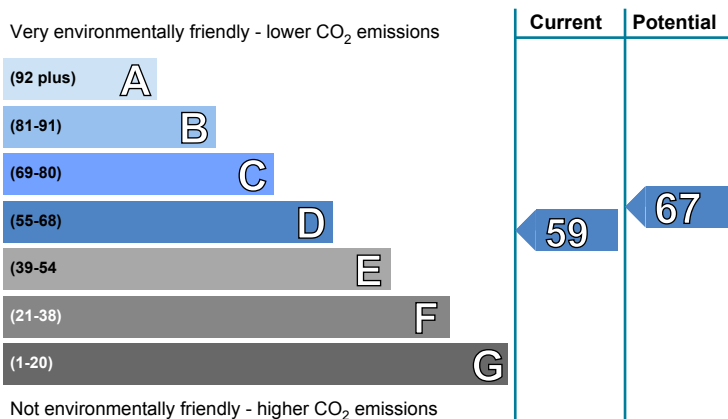 Current Potential
Very environmentally friendly - lower CO2 emissions
(92 plus) A
(81-91) B
(69-80) C
(55-68) D
59
67
(39-54 E
(21-38) F
(1-20) G
Not environmentally friendly - higher CO2 emissions